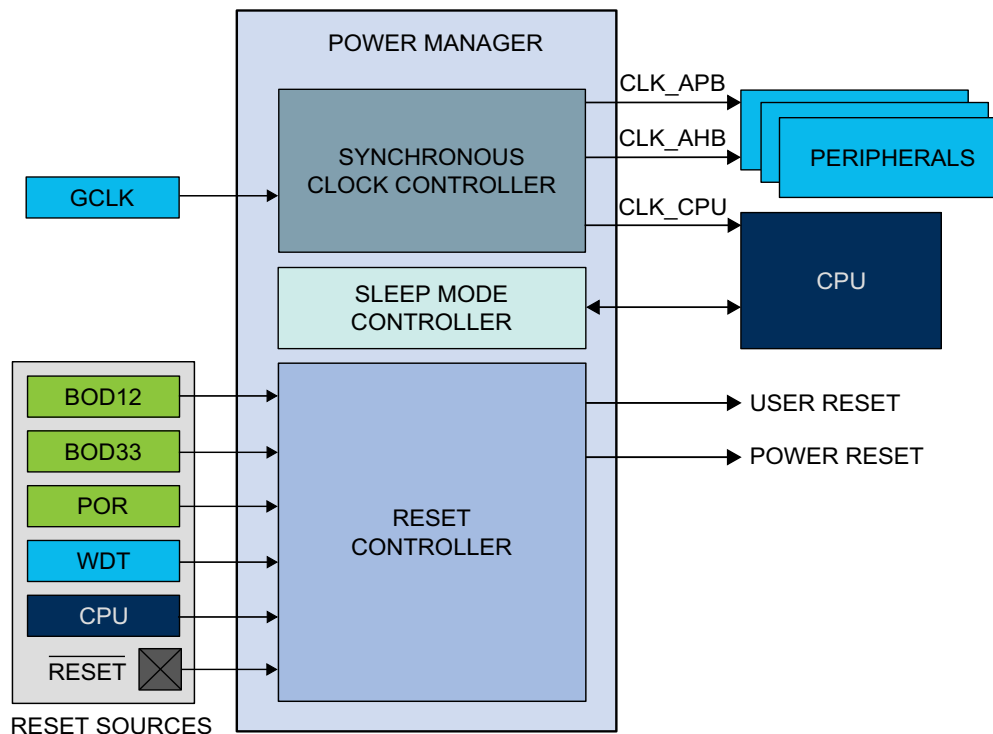 POWER MANAGER
CLK_APB
SYNCHRONOUS
CLOCK CONTROLLER
CLK_AHB
PERIPHERALS
GCLK
CLK_CPU
CPU
SLEEP MODE
CONTROLLER
BOD12
BOD33
POR
WDT
CPU
RESET
RESET SOURCES
RESET
CONTROLLER
USER RESET
POWER RESET